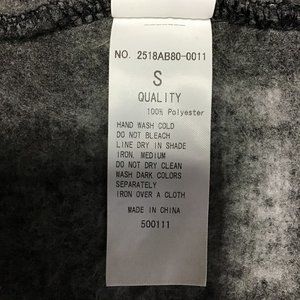 NO. 2518AB80-0011
S
QUALITY
100% Polyester
HAND WASH COLD
DO NOT BLEACH
LINE DRY IN SHADE
IRON, MEDIUM
DO NOT DRY CLEAN
WASH DARK COLORS
SEPARATELY
IRON OVER A CLOTH
MADE IN CHINA
500111